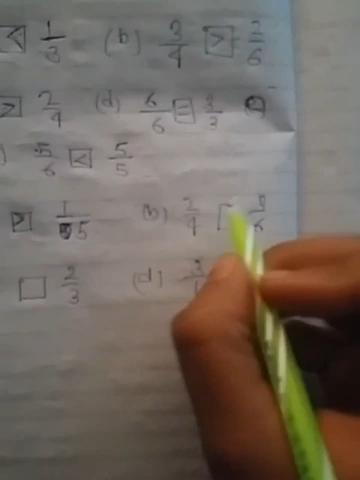 < 1/3 (b) 3/4 > 2/6
> 2/4 (d) 6/6 = 3/3
) 5/6 < 5/5
> 1/5 (b) 2/4
□ 2/3 (d) 3/